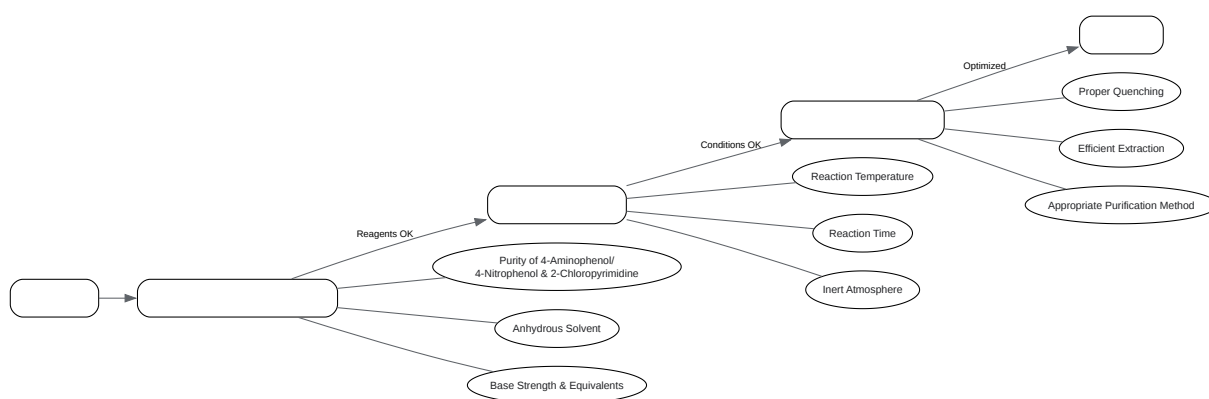 Optimized
Proper Quenching
Conditions OK
Efficient Extraction
Reaction Temperature
Appropriate Purification Method
Reagents OK
Reaction Time
Purity of 4-Aminophenol/
4-Nitrophenol & 2-Chloropyrimidine
Inert Atmosphere
Anhydrous Solvent
Base Strength & Equivalents